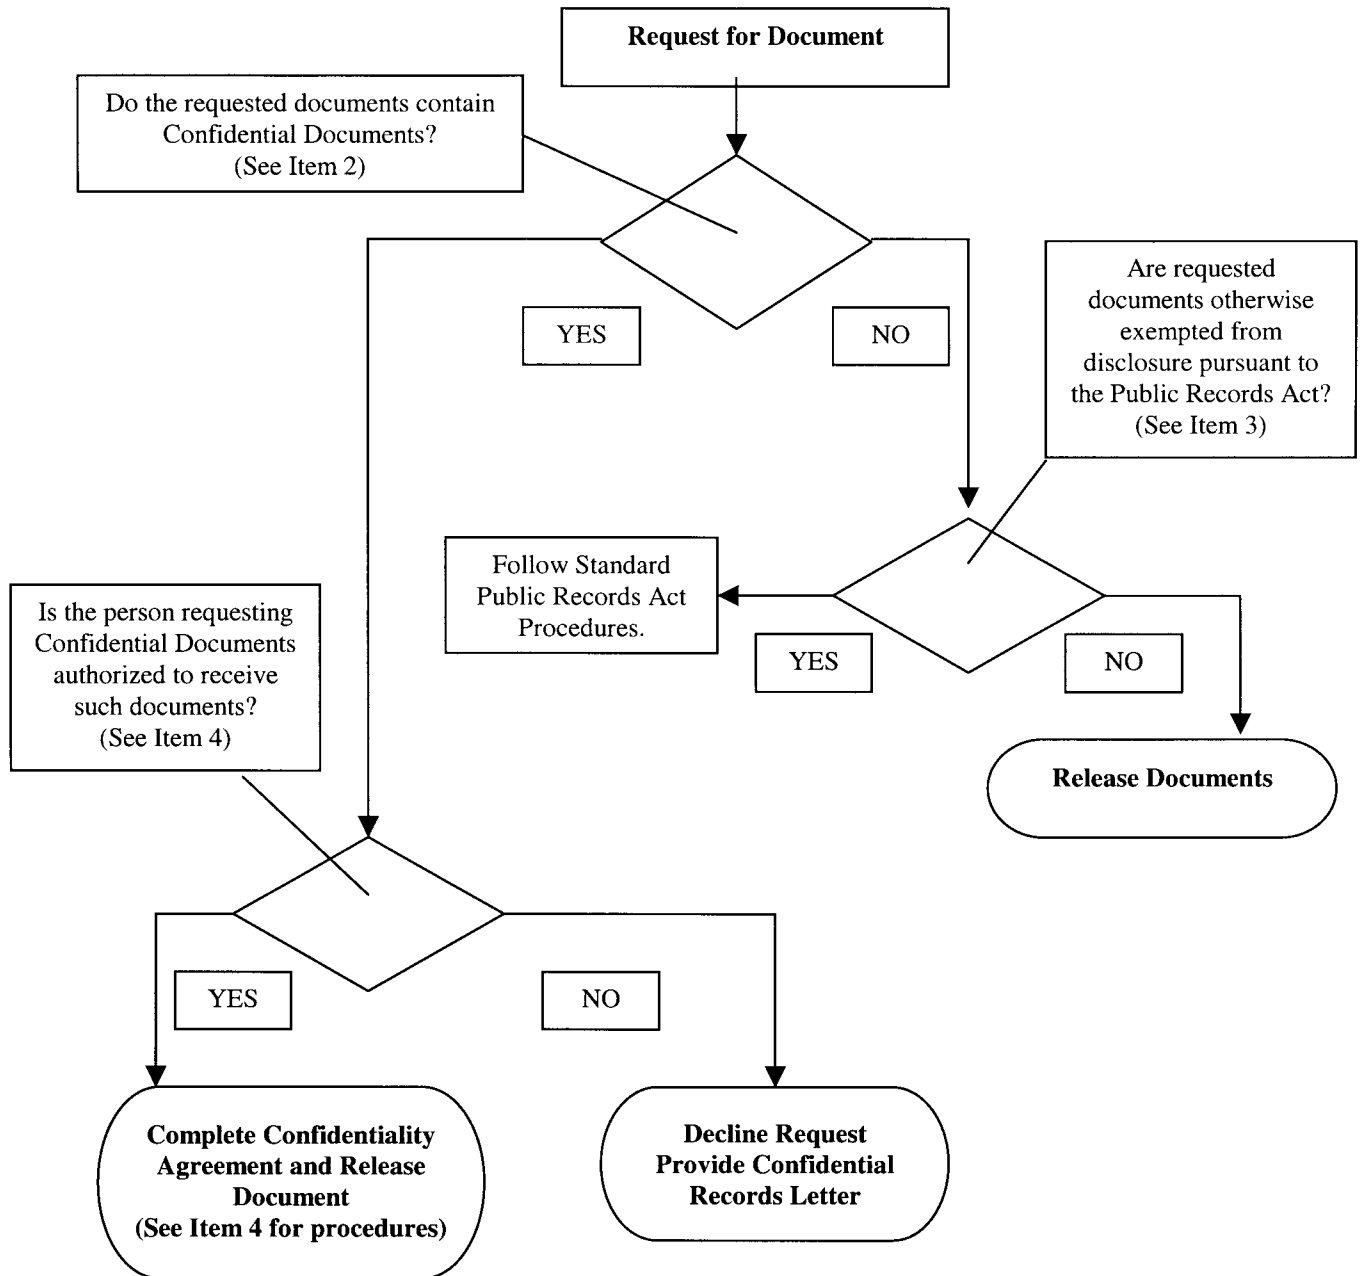 Request for Document
Do the requested documents contain
Confidential Documents?
(See Item 2)
YES
NO
Are requested
documents otherwise
exempted from
disclosure pursuant to
the Public Records Act?
(See Item 3)
Follow Standard
Public Records Act
Procedures.
YES
NO
Is the person requesting
Confidential Documents
authorized to receive
such documents?
(See Item 4)
Release Documents
YES
NO
Complete Confidentiality
Agreement and Release
Document
(See Item 4 for procedures)
Decline Request
Provide Confidential
Records Letter